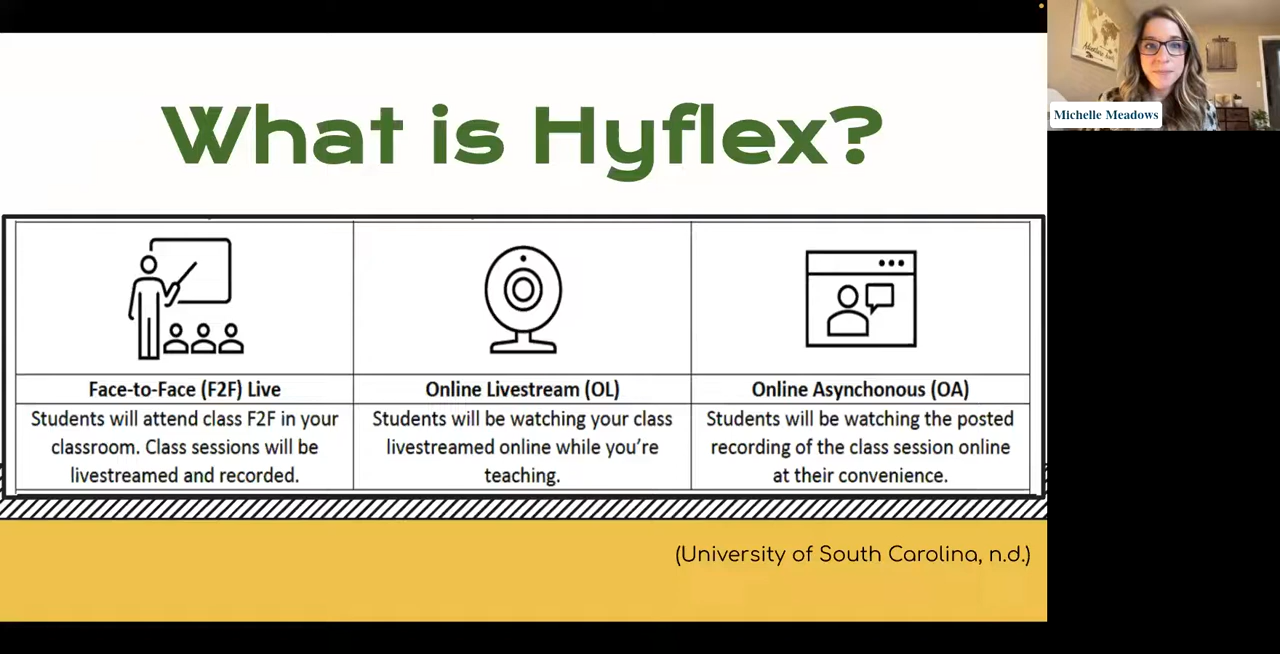 What is Hyflex?
Michelle Meadows
Face-to-Face (F2F) Live
Students will attend class F2F in your
classroom. Class sessions will be
livestreamed and recorded.
Online Livestream (OL)
Students will be watching your class
livestreamed online while you're
teaching.
Online Asynchonous (OA)
Students will be watching the posted
recording of the class session online
at their convenience.
(University of South Carolina, n.d.)